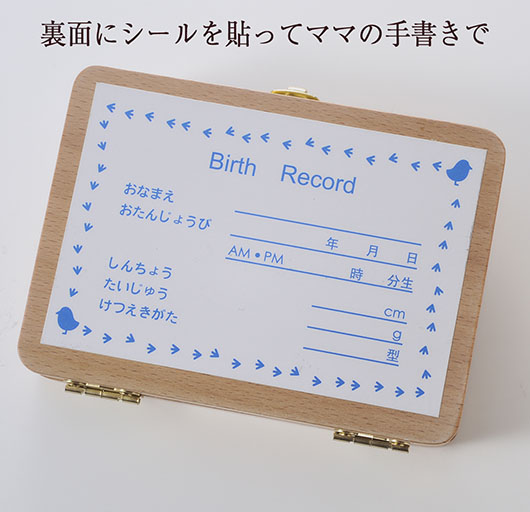 裏面にシールを貼ってママの手書きで
Birth Record
おなまえ
おたんじょうび
年 月 日
AM・PM 時 分生
しんちょう cm
たいじゅう g
けつえきがた 型